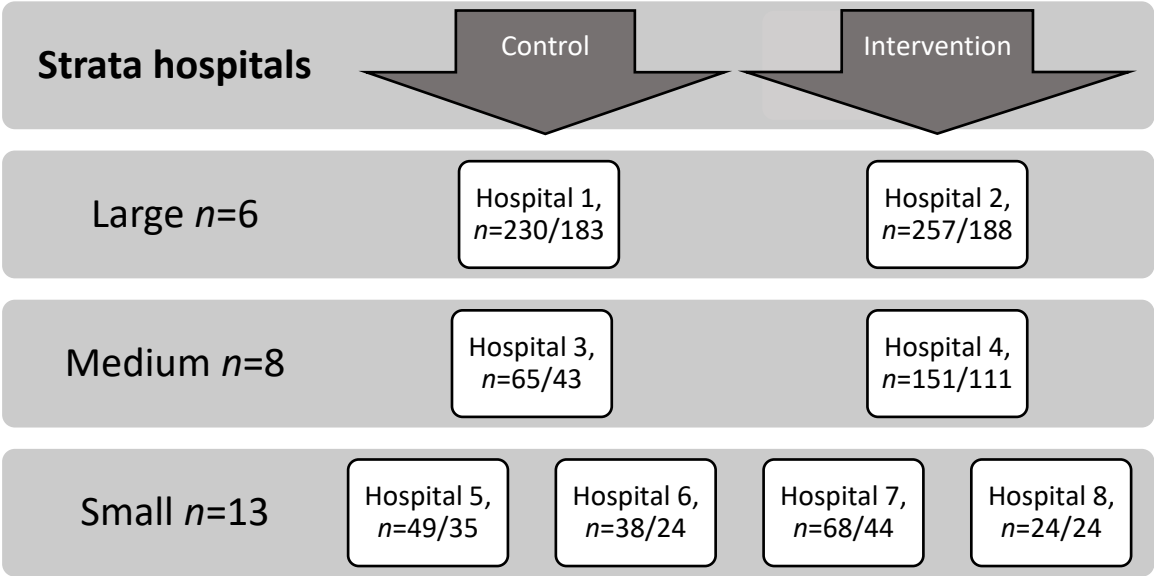 Strata hospitals
Control
Intervention
Large n=6
Hospital 1,
n=230/183
Hospital 2,
n=257/188
Medium n=8
Hospital 3,
n=65/43
Hospital 4,
n=151/111
Small n=13
Hospital 5,
n=49/35
Hospital 6,
n=38/24
Hospital 7,
n=68/44
Hospital 8,
n=24/24